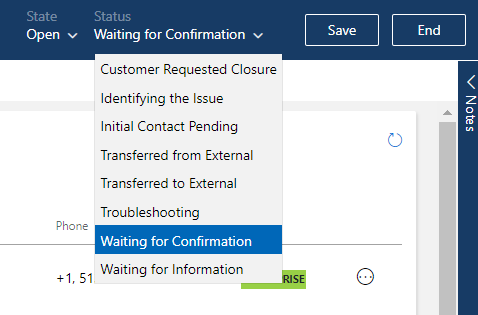 State
Status
Open
Waiting for Confirmation
Save
End
Customer Requested Closure
Identifying the Issue
Initial Contact Pending
Transferred from External
Transferred to External
Troubleshooting
Waiting for Confirmation
Waiting for Information
Phone
+1, 51
RISE
Notes